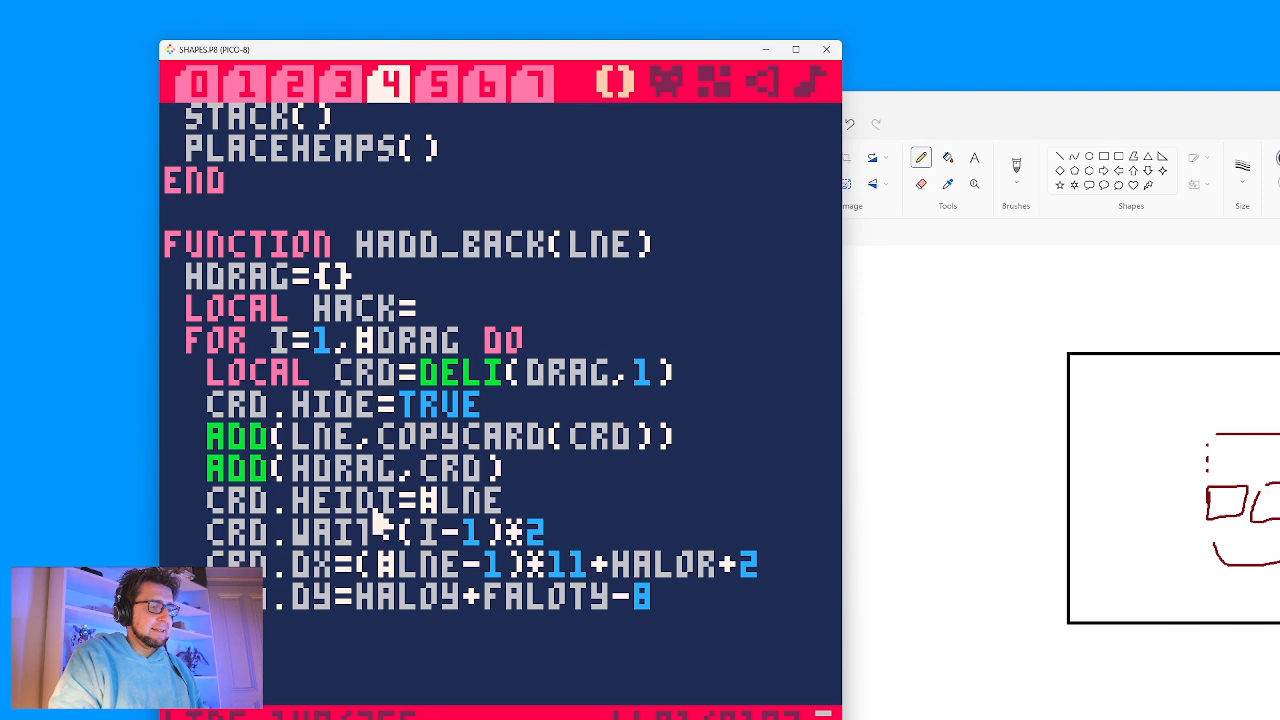 SHAPES.P8 (PICO-8)
0 1 2 3 4 5 6 7
STACK()
PLACEHEAPS()
END
FUNCTION HADD_BACK(LNE)
HDRAG={}
LOCAL HACK=
FOR I=1,#DRAG DO
LOCAL CRD=DELI(DRAG,1)
CRD.HIDE=TRUE
ADD(LNE,COPYCARD(CRD))
ADD(HDRAG,CRD)
CRD.HEIDI=#LNE
CRD.WAIT=(I-1)*2
CRD.DX=(#LNE-1)*11+HALOR+2
.DY=HALOY+FALOTY-8
mage
Tools
Brushes
Shapes
Size